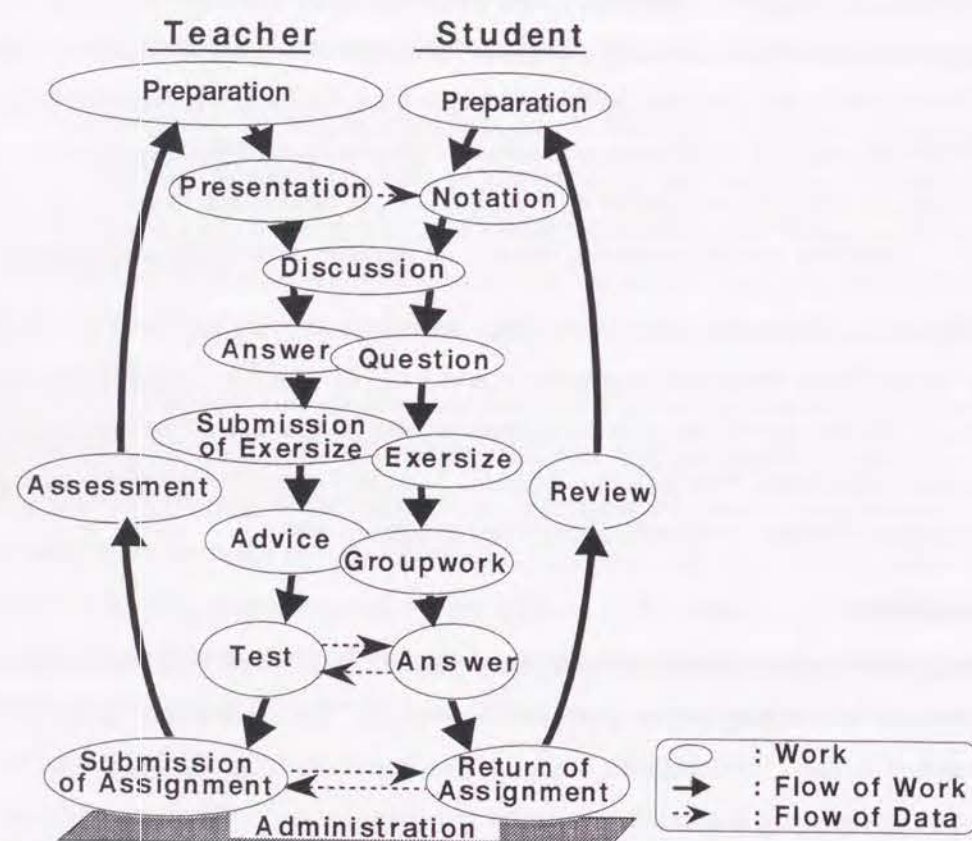 Teacher Student
Preparation
Preparation
Presentation
Notation
Discussion
Answer
Question
Submission
of Exersize
Exersize
Assessment
Review
Advice
Groupwork
Test
Answer
Submission
of Assignment
Return of
Assignment
Administration
: Work
: Flow of Work
: Flow of Data